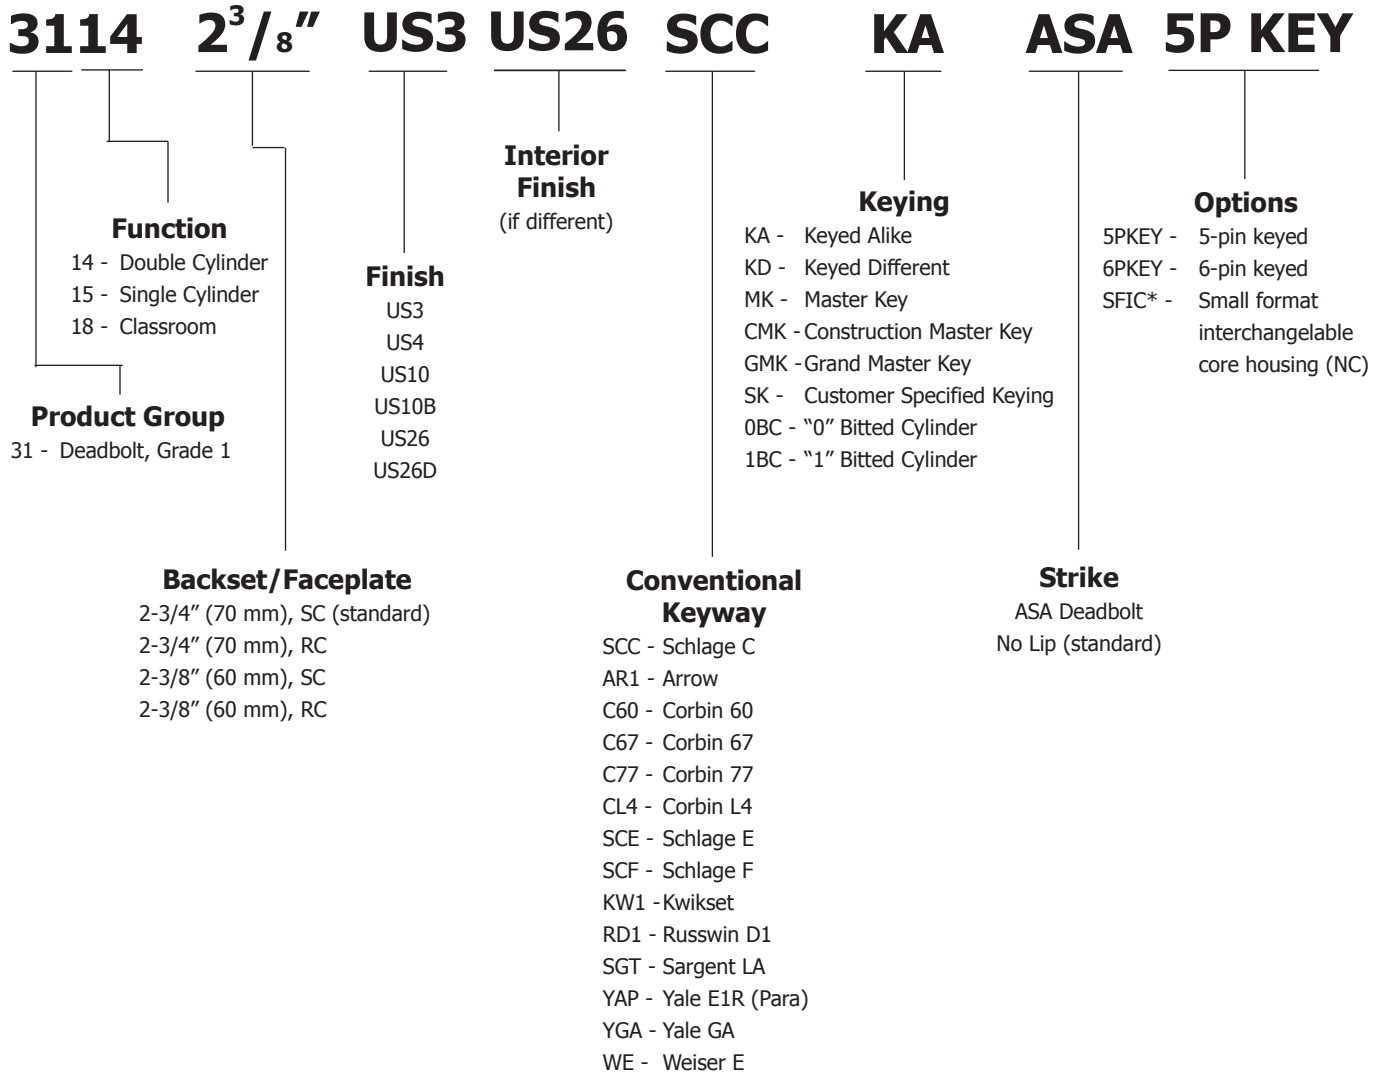 3114 2 3/8" US3 US26 SCC KA ASA 5P KEY
Function
14 - Double Cylinder
15 - Single Cylinder
18 - Classroom
Product Group
31 - Deadbolt, Grade 1
Backset/Faceplate
2-3/4" (70 mm), SC (standard)
2-3/4" (70 mm), RC
2-3/8" (60 mm), SC
2-3/8" (60 mm), RC
Finish
US3
US4
US10
US10B
US26
US26D
Interior
Finish
(if different)
Conventional
Keyway
SCC - Schlage C
AR1 - Arrow
C60 - Corbin 60
C67 - Corbin 67
C77 - Corbin 77
CL4 - Corbin L4
SCE - Schlage E
SCF - Schlage F
KW1 - Kwikset
RD1 - Russwin D1
SGT - Sargent LA
YAP - Yale E1R (Para)
YGA - Yale GA
WE - Weiser E
Keying
KA - Keyed Alike
KD - Keyed Different
MK - Master Key
CMK - Construction Master Key
GMK - Grand Master Key
SK - Customer Specified Keying
0BC - “0” Bitted Cylinder
1BC - “1” Bitted Cylinder
Strike
ASA Deadbolt
No Lip (standard)
Options
5PKEY - 5-pin keyed
6PKEY - 6-pin keyed
SFIC* - Small format
interchangelable
core housing (NC)